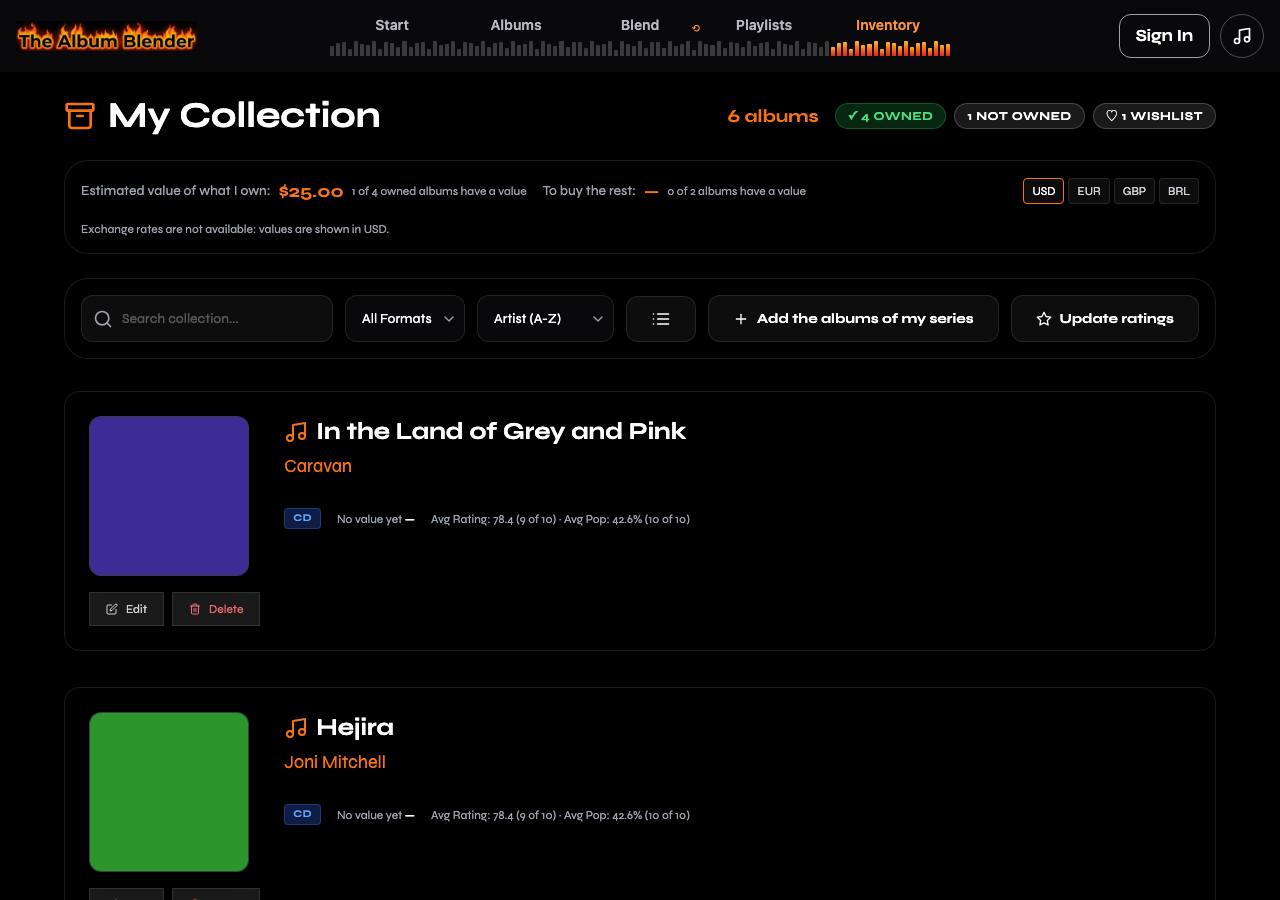 The Album Blender
Start
Albums
Blend
Playlists
Inventory
Sign In
My Collection
6 albums
✓ 4 OWNED
1 NOT OWNED
♡ 1 WISHLIST
Estimated value of what I own: $25.00 1 of 4 owned albums have a value To buy the rest: — 0 of 2 albums have a value
USD
EUR
GBP
BRL
Exchange rates are not available: values are shown in USD.
Search collection...
All Formats
Artist (A-Z)
Add the albums of my series
Update ratings
In the Land of Grey and Pink
Caravan
CD No value yet — Avg Rating: 78.4 (9 of 10) · Avg Pop: 42.6% (10 of 10)
Edit
Delete
Hejira
Joni Mitchell
CD No value yet — Avg Rating: 78.4 (9 of 10) · Avg Pop: 42.6% (10 of 10)